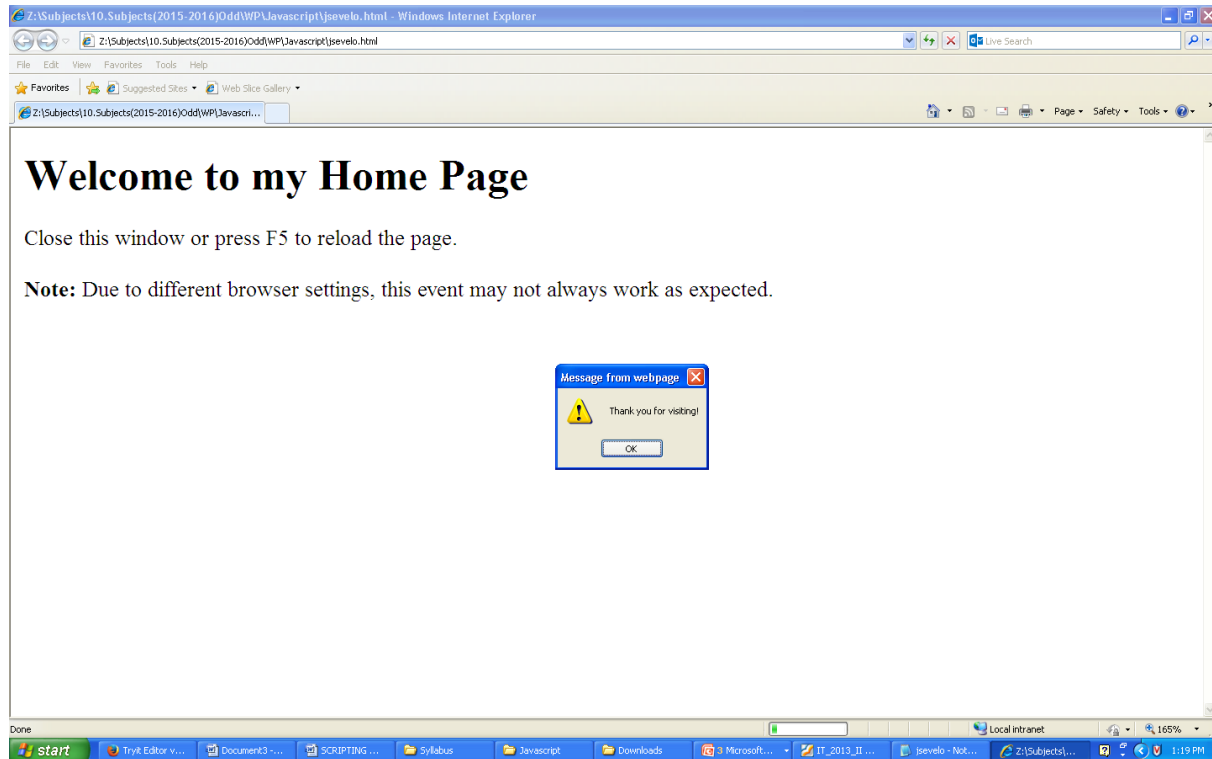 Z:\Subjects\10.Subjects(2015-2016)Odd\WP\Javascript\jsevelo.html - Windows Internet Explorer
Z:\Subjects\10.Subjects(2015-2016)Odd\WP\Javascript\jsevelo.html
Live Search
File Edit View Favorites Tools Help
Favorites Suggested Sites Web Slice Gallery
Z:\Subjects\10.Subjects(2015-2016)Odd\WP\Javascri...
Page Safety Tools
Welcome to my Home Page
Close this window or press F5 to reload the page.
Note: Due to different browser settings, this event may not always work as expected.
Message from webpage
Thank you for visiting!
OK
Done Local intranet 165%
start Tryit Editor v... Document3 -... SCRIPTING ... Syllabus Javascript Downloads 3 Microsoft... IT_2013_II ... jsevelo - Not... Z:\Subjects\... 1:19 PM